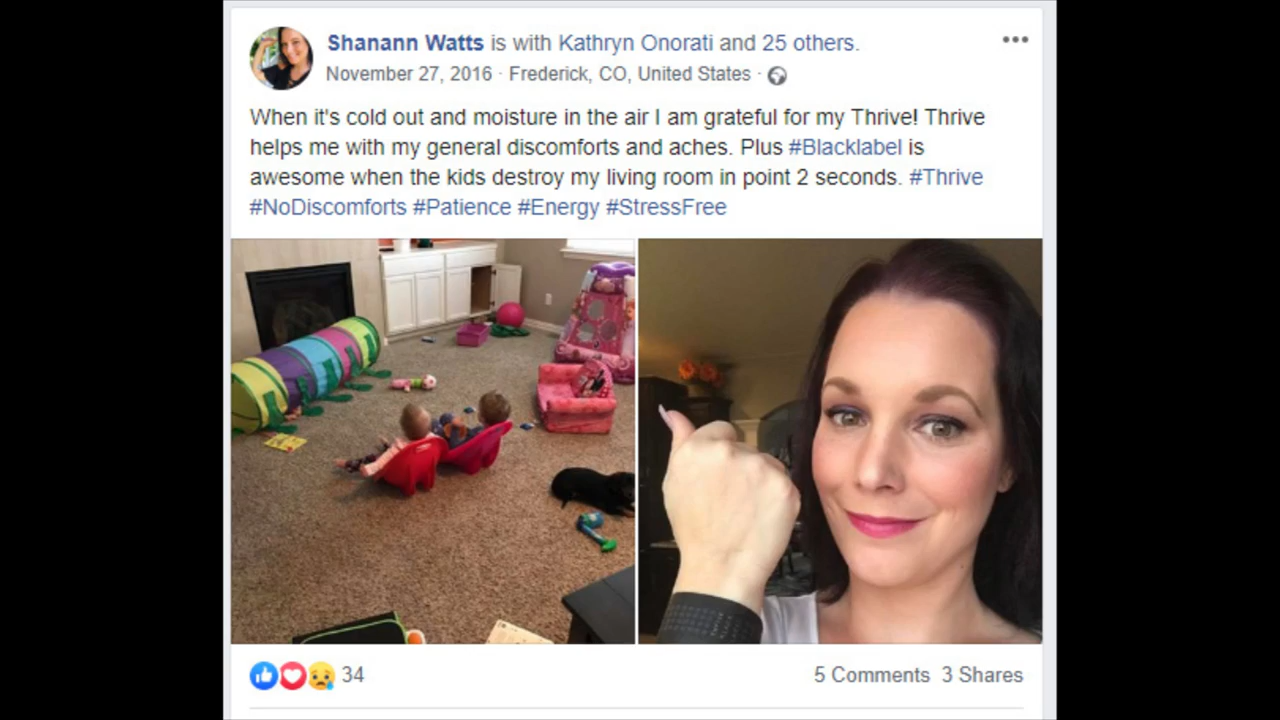 Shanann Watts is with Kathryn Onorati and 25 others.
November 27, 2016 · Frederick, CO, United States ·
When it's cold out and moisture in the air I am grateful for my Thrive! Thrive
helps me with my general discomforts and aches. Plus #Blacklabel is
awesome when the kids destroy my living room in point 2 seconds. #Thrive
#NoDiscomforts #Patience #Energy #StressFree
34
5 Comments 3 Shares